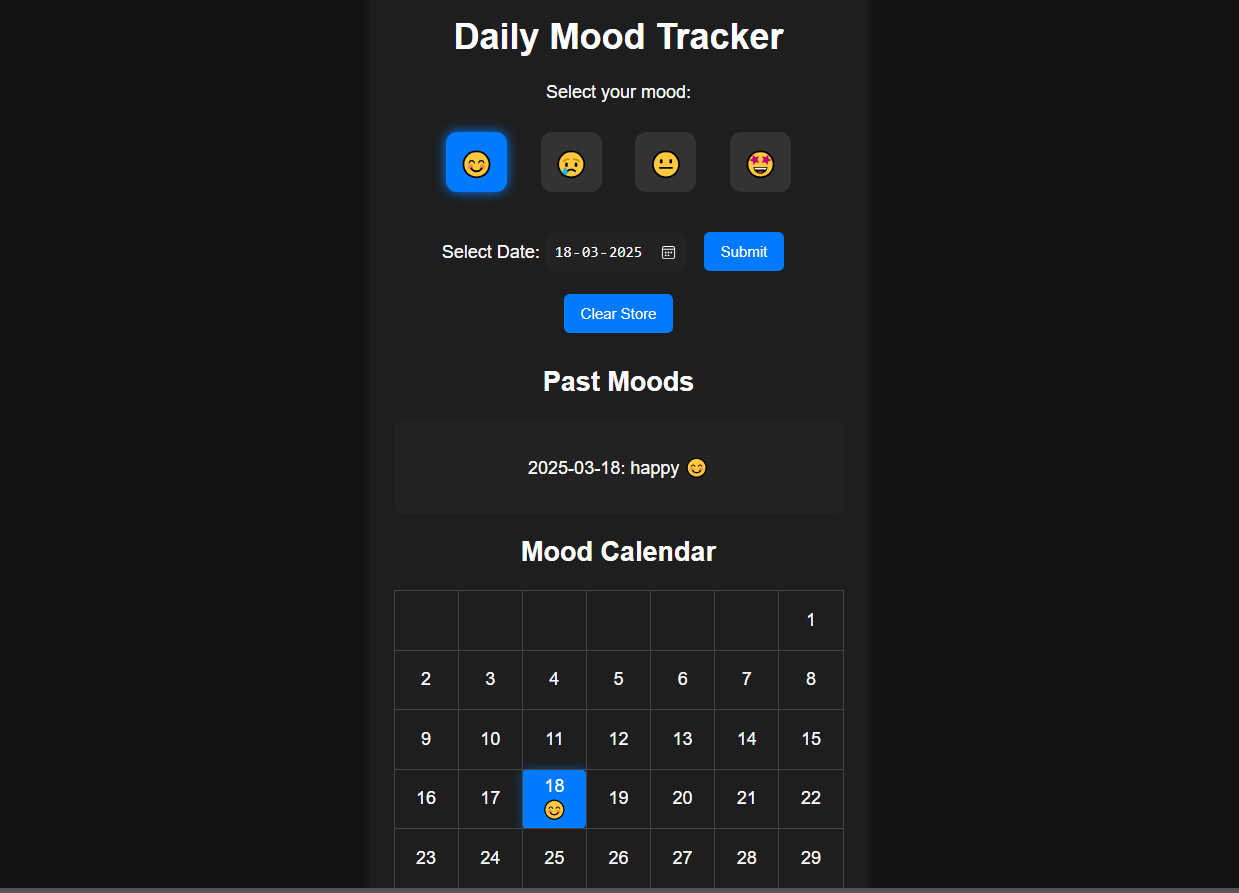 Daily Mood Tracker
Select your mood:
😊 😢 😐 🤩
Select Date: 18-03-2025 Submit
Clear Store
Past Moods
2025-03-18: happy 😊
Mood Calendar
1
2 3 4 5 6 7 8
9 10 11 12 13 14 15
16 17 18 19 20 21 22
😊
23 24 25 26 27 28 29